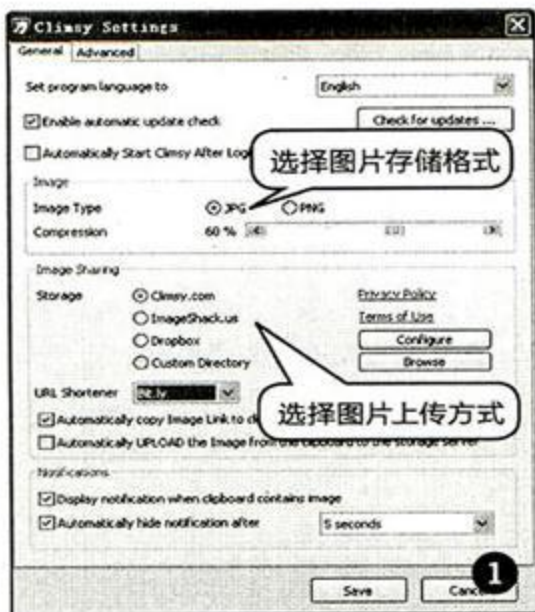 Climsy Settings
General Advanced
Set program language to English
Enable automatic update check Check for updates ...
Automatically Start Climsy After
选择图片存储格式
Image
Image Type JPG PNG
Compression 60 %
Image Sharing
Storage Climsy.com Privacy Policy
ImageShack.us Terms of Use
Dropbox Configure
Custom Directory Browse
URL Shortener Bit.ly
选择图片上传方式
Automatically copy Image Link to
Automatically UPLOAD the Image from the clipboard to the storage server
Notifications
Display notification when clipboard contains image
Automatically hide notification after 5 seconds
Save
1